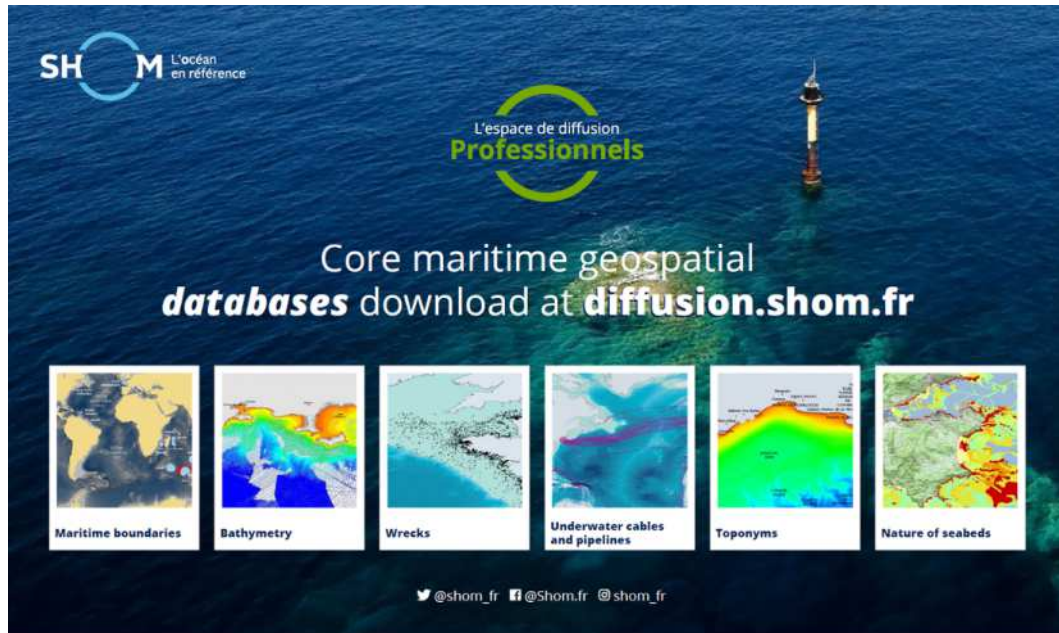 SHOM L'océan
en référence
L'espace de diffusion
Professionnels
Core maritime geospatial
databases download at diffusion.shom.fr
Maritime boundaries
Bathymetry
Wrecks
Underwater cables
and pipelines
Toponyms
Nature of seabeds
@shom_fr @Shom.fr shom_fr